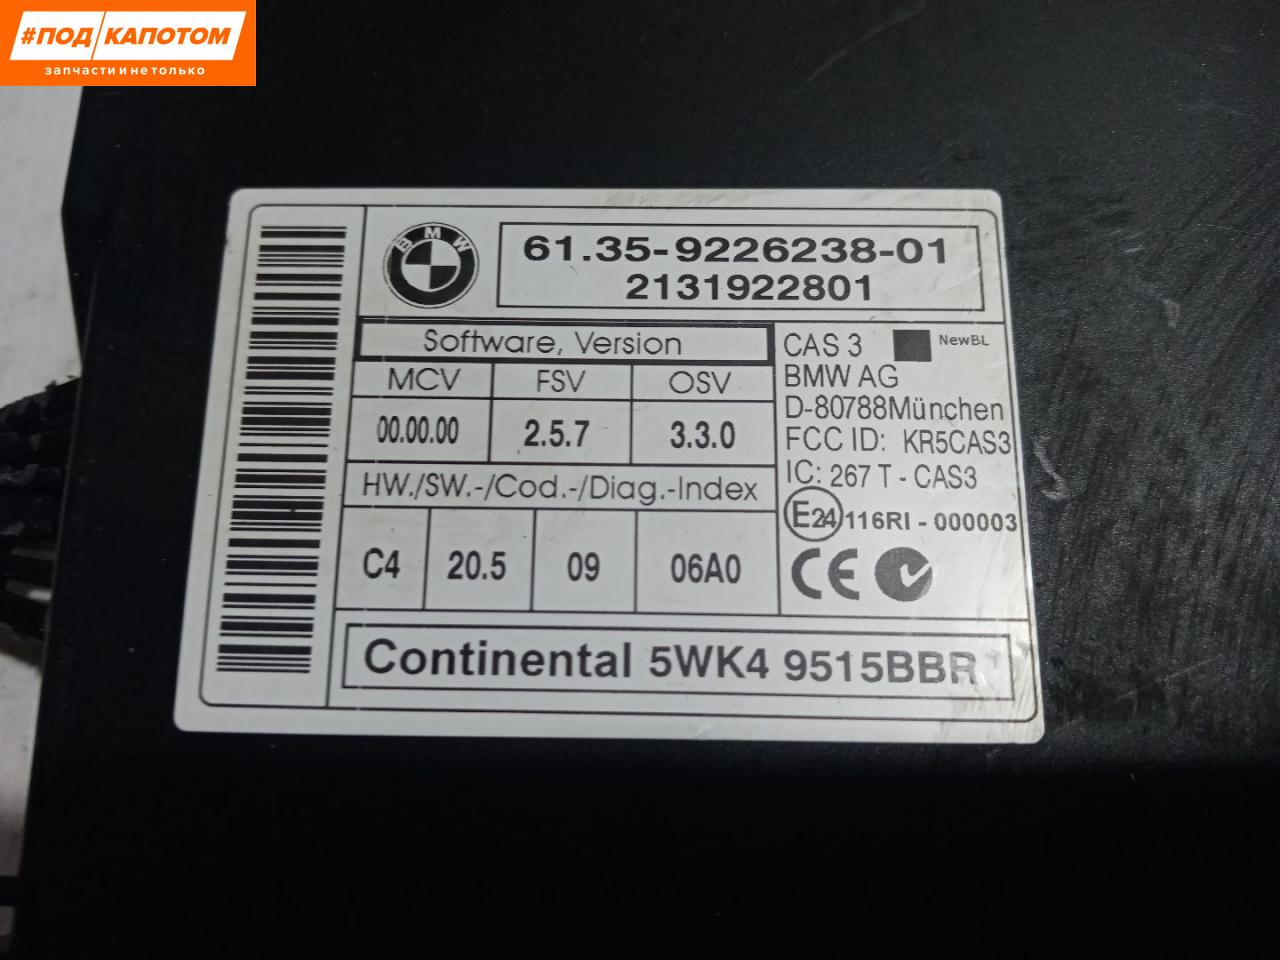 #ПОД КАПОТОМ
запчасти и не только
BMW
61.35-9226238-01
2131922801
Software, Version
MCV FSV OSV
00.00.00 2.5.7 3.3.0
HW./SW.-/Cod.-/Diag.-Index
C4 20.5 09 06A0
CAS 3 NewBL
BMW AG
D-80788München
FCC ID: KR5CAS3
IC: 267 T - CAS3
E24 116RI - 000003
CE
Continental 5WK4 9515BBR